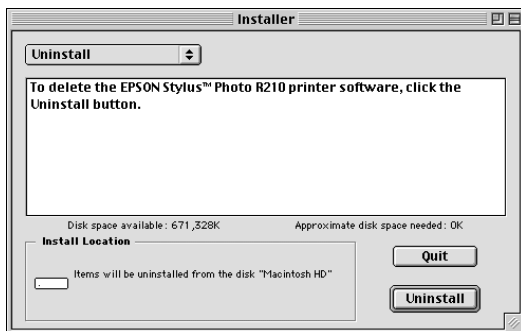 Installer
Uninstall
To delete the EPSON Stylus™ Photo R210 printer software, click the
Uninstall button.
Disk space available: 671,328K
Approximate disk space needed: 0K
Install Location
Items will be uninstalled from the disk "Macintosh HD"
Quit
Uninstall